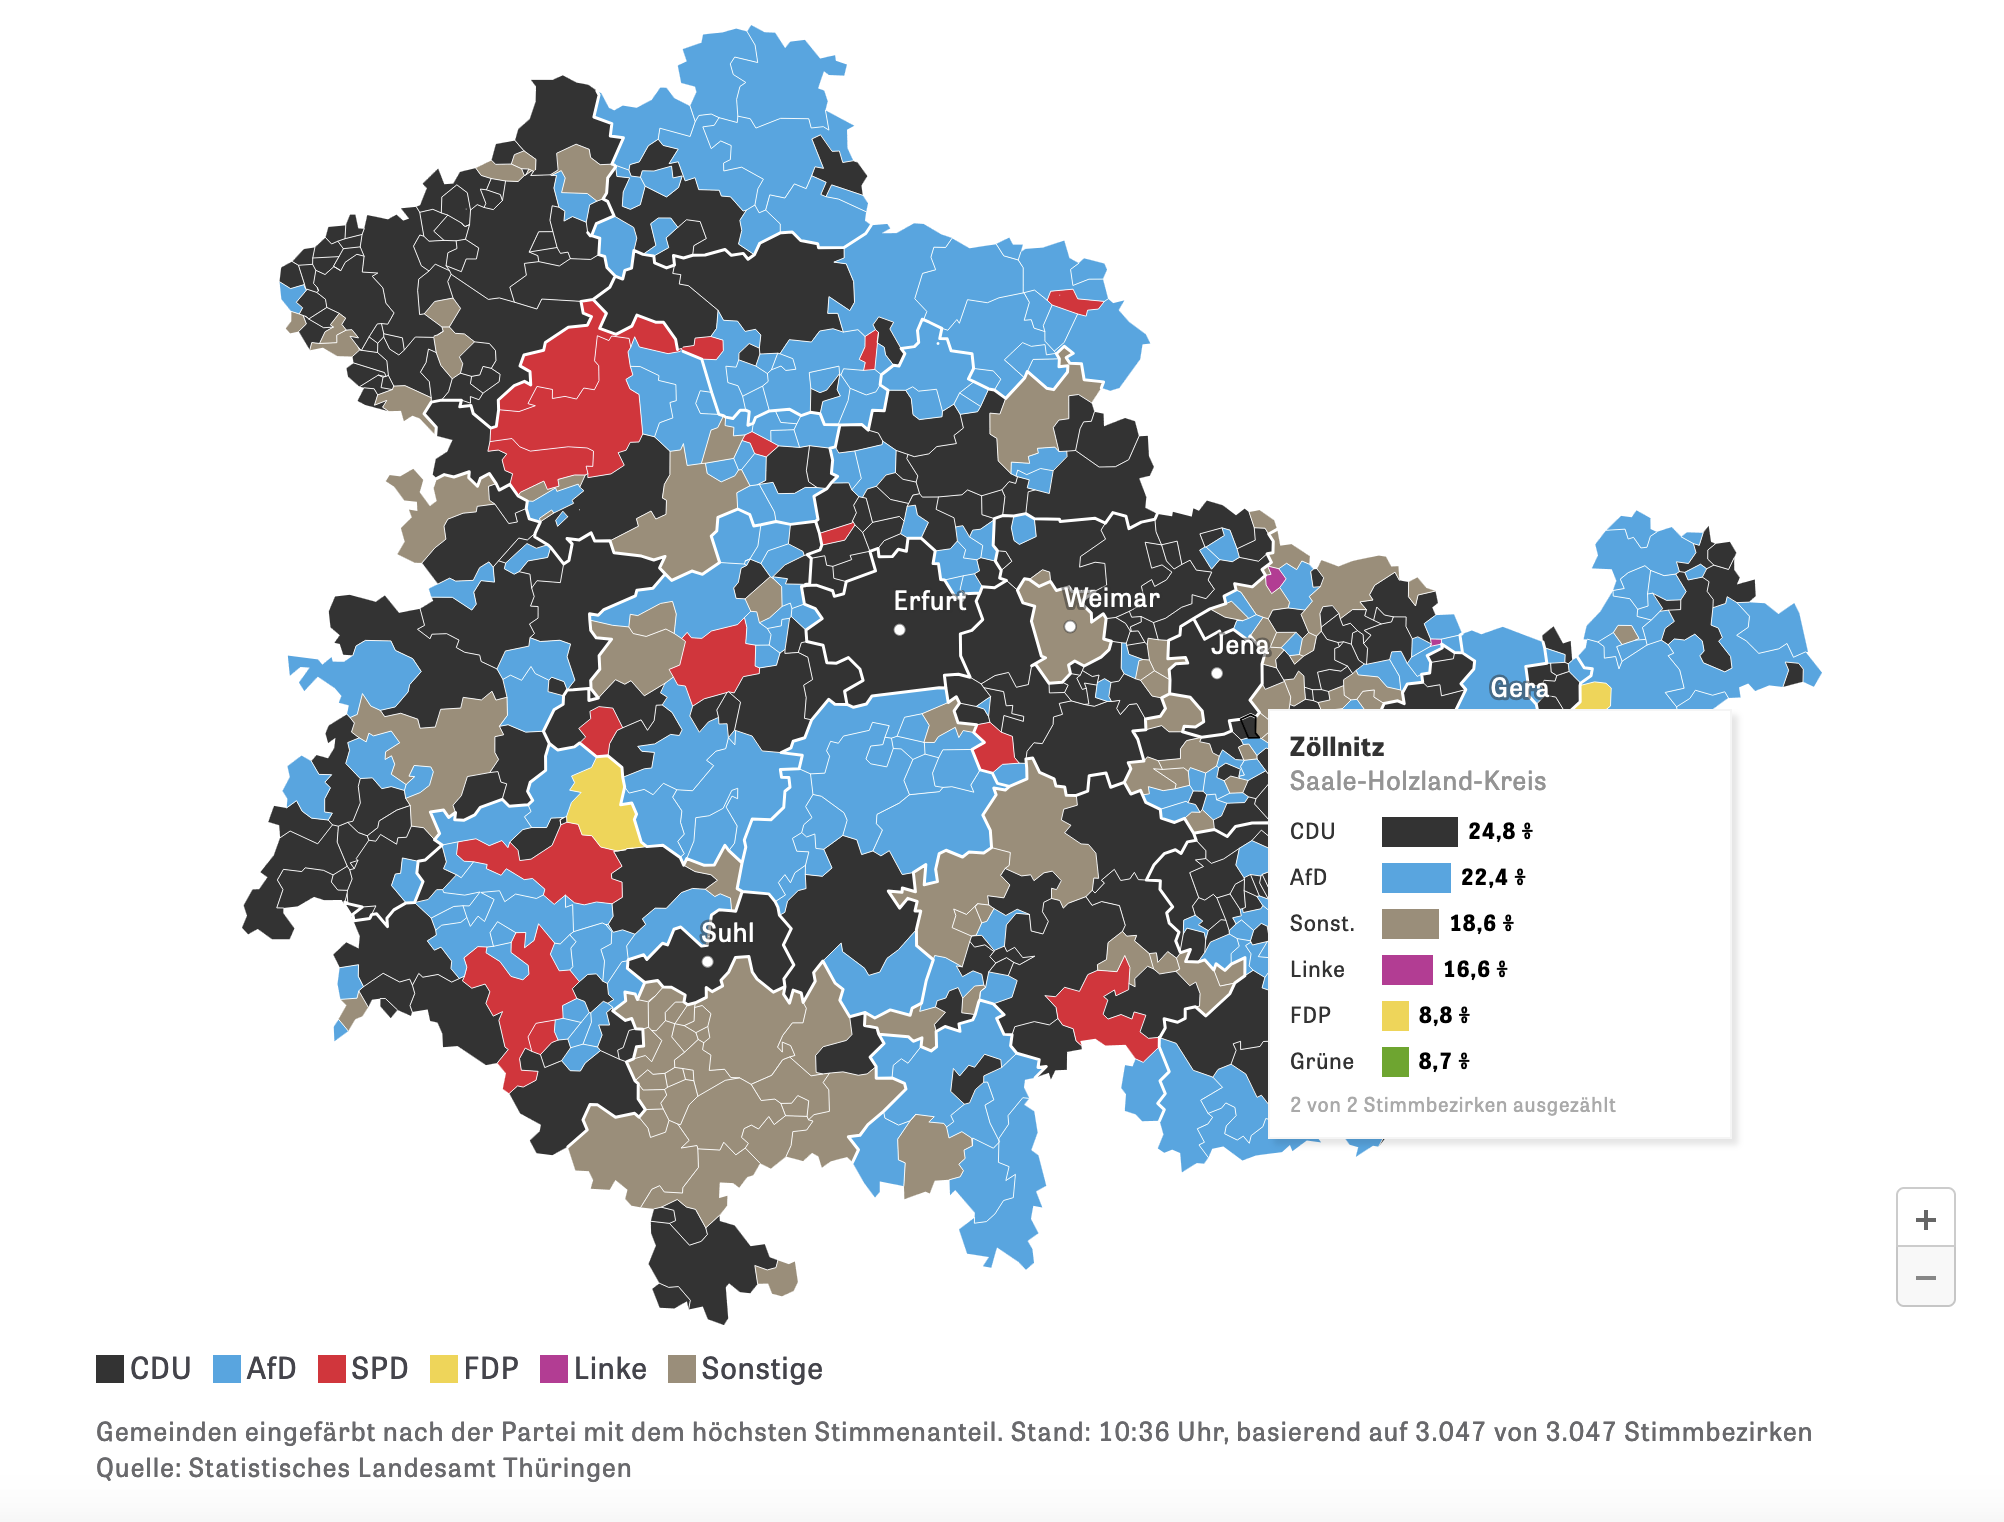 Erfurt
Weimar
Jena
Gera
Suhl
Zöllnitz
Saale-Holzland-Kreis
CDU 24,8 %
AfD 22,4 %
Sonst. 18,6 %
Linke 16,6 %
FDP 8,8 %
Grüne 8,7 %
2 von 2 Stimmbezirken ausgezählt
+
−
CDU AfD SPD FDP Linke Sonstige
Gemeinden eingefärbt nach der Partei mit dem höchsten Stimmenanteil. Stand: 10:36 Uhr, basierend auf 3.047 von 3.047 Stimmbezirken
Quelle: Statistisches Landesamt Thüringen